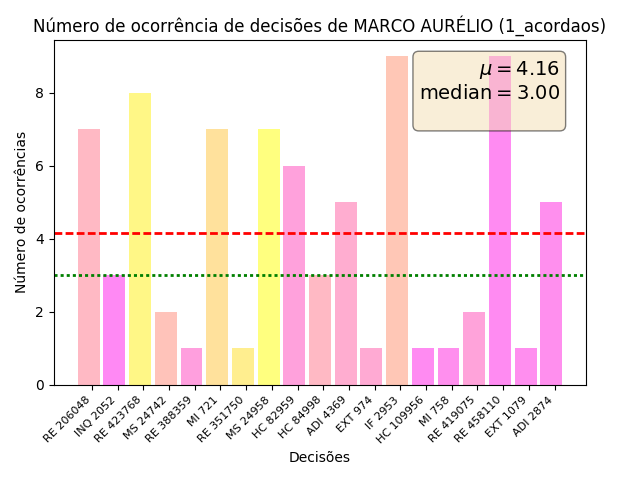 Número de ocorrência de decisões de MARCO AURÉLIO (1_acordaos)
μ = 4.16
median = 3.00
Número de ocorrências
8
6
4
2
0
RE 206048
INQ 2052
RE 423768
MS 24742
RE 388359
MI 721
RE 351750
MS 24958
HC 82959
HC 84998
ADI 4369
EXT 974
IF 2953
HC 109956
MI 758
RE 419075
RE 458110
EXT 1079
ADI 2874
Decisões